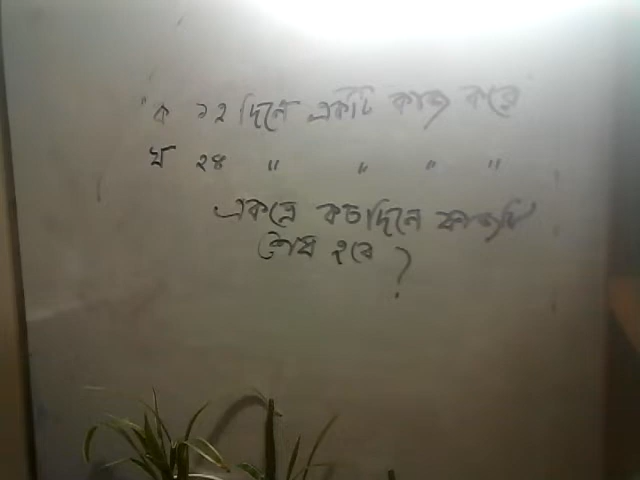 "ক ১২ দিনে একটি কাজ করে
খ ২৪ " " " "
একত্রে কতদিনে কাজটি
শেষ হবে ?